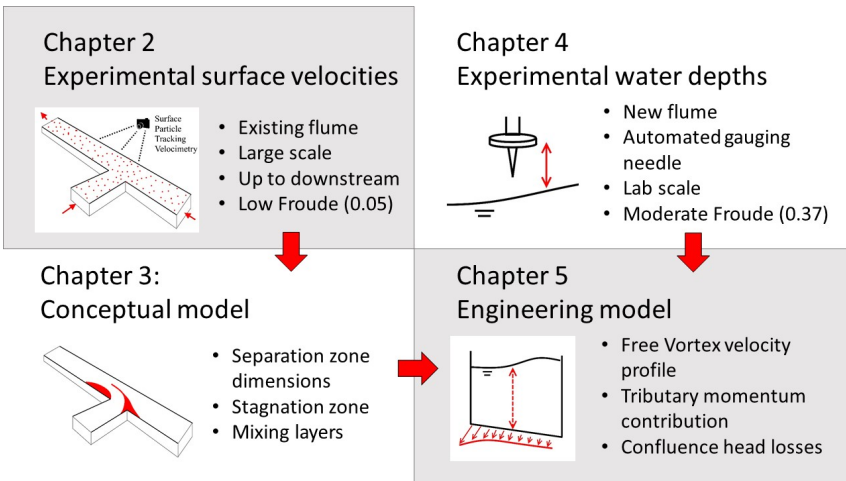 Chapter 2
Experimental surface velocities
Surface
Particle
Tracking
Velocimetry
• Existing flume
• Large scale
• Up to downstream
• Low Froude (0.05)
Chapter 4
Experimental water depths
• New flume
• Automated gauging
needle
• Lab scale
• Moderate Froude (0.37)
Chapter 3:
Conceptual model
• Separation zone
dimensions
• Stagnation zone
• Mixing layers
Chapter 5
Engineering model
• Free Vortex velocity
profile
• Tributary momentum
contribution
• Confluence head losses